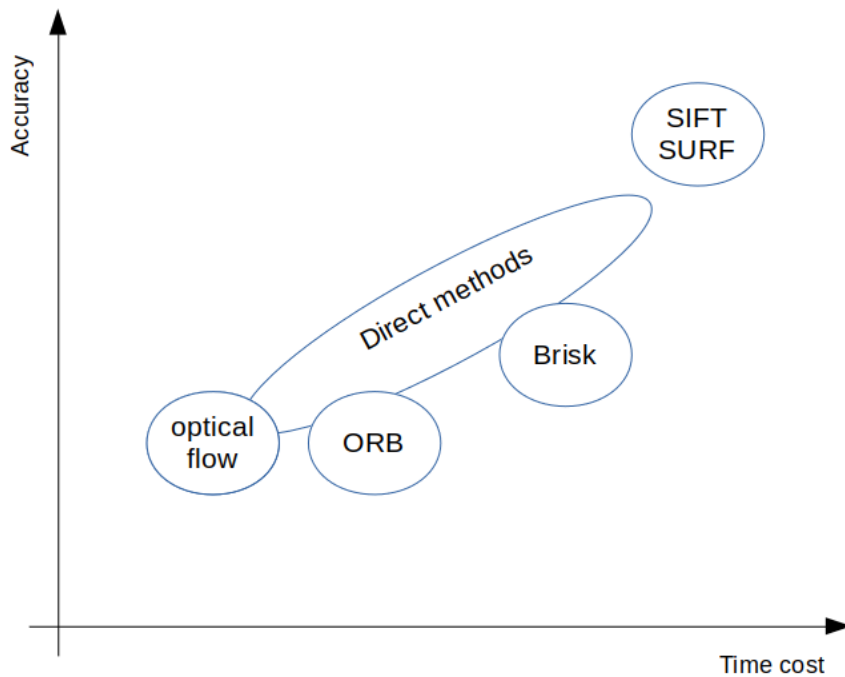 Accuracy
SIFT
SURF
Direct methods
Brisk
optical
flow
ORB
Time cost